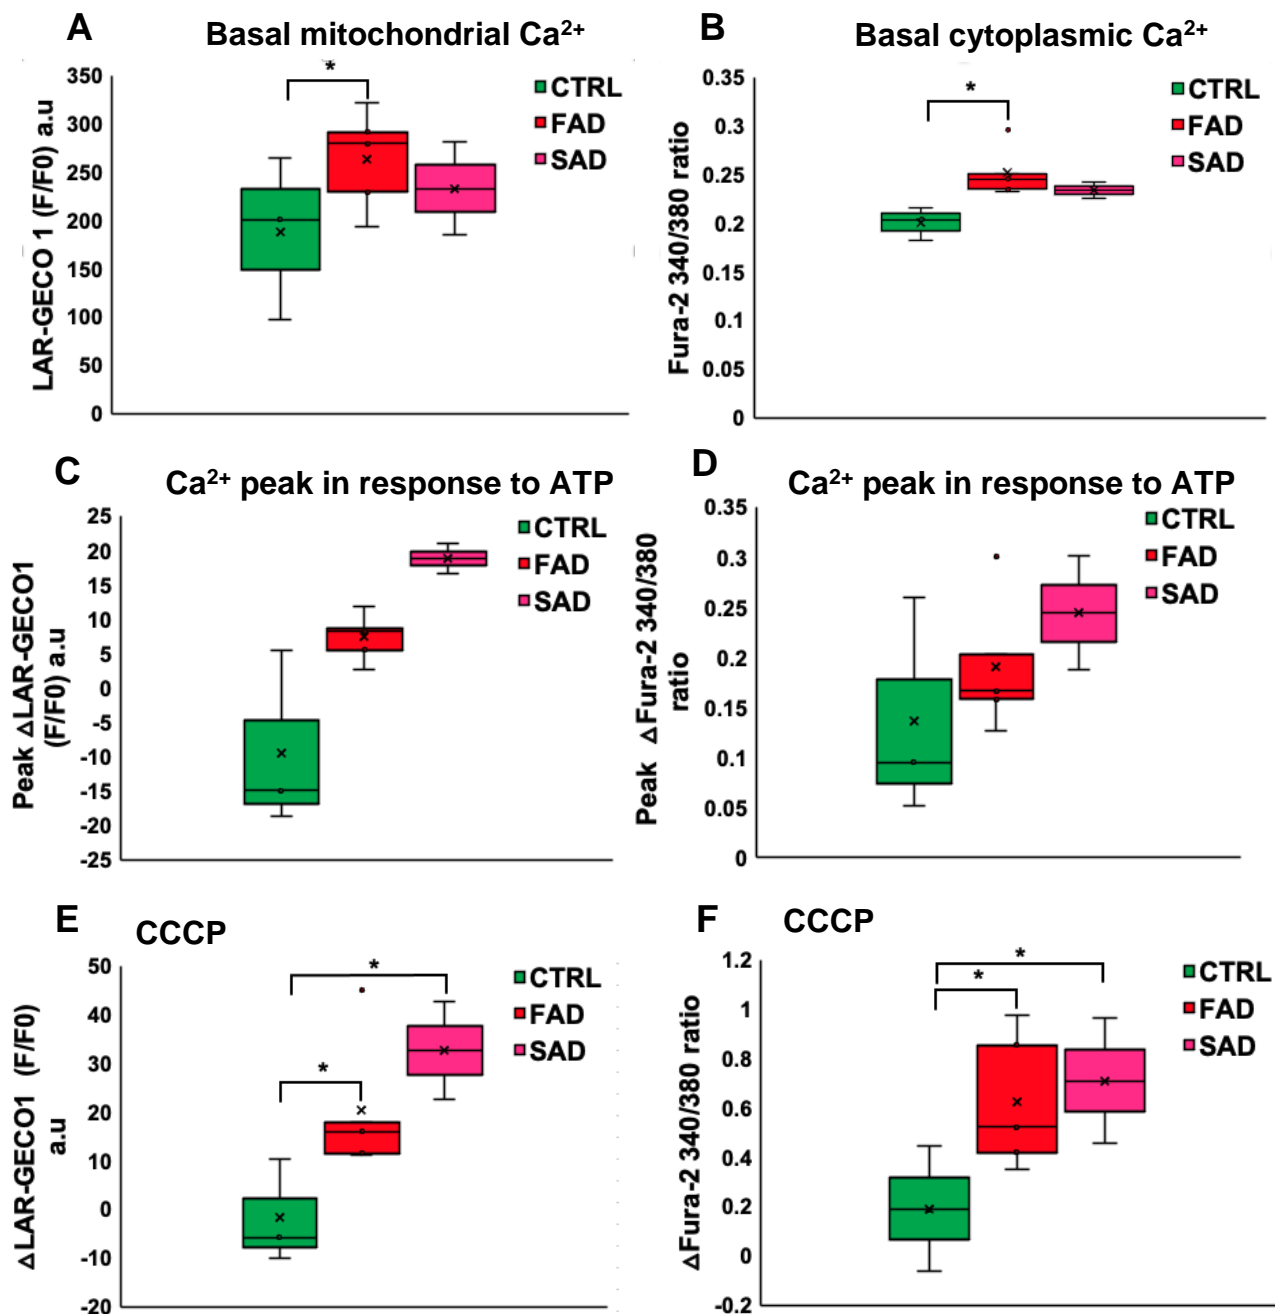 A
Basal mitochondrial Ca²⁺
LAR-GECO 1 (F/F0) a.u
350
300
250
200
150
100
50
0
*
CTRL
FAD
SAD
B
Basal cytoplasmic Ca²⁺
Fura-2 340/380 ratio
0.35
0.3
0.25
0.2
0.15
0.1
0.05
0
*
CTRL
FAD
SAD
C
Ca²⁺ peak in response to ATP
Peak ΔLAR-GECO1
(F/F0) a.u
25
20
15
10
5
0
-5
-10
-15
-20
-25
CTRL
FAD
SAD
D
Ca²⁺ peak in response to ATP
Peak ΔFura-2 340/380
ratio
0.35
0.3
0.25
0.2
0.15
0.1
0.05
0
CTRL
FAD
SAD
E
CCCP
ΔLAR-GECO1 (F/F0)
a.u
50
40
30
20
10
0
-10
-20
*
*
CTRL
FAD
SAD
F
CCCP
ΔFura-2 340/380 ratio
1.2
1
0.8
0.6
0.4
0.2
0
-0.2
*
*
CTRL
FAD
SAD